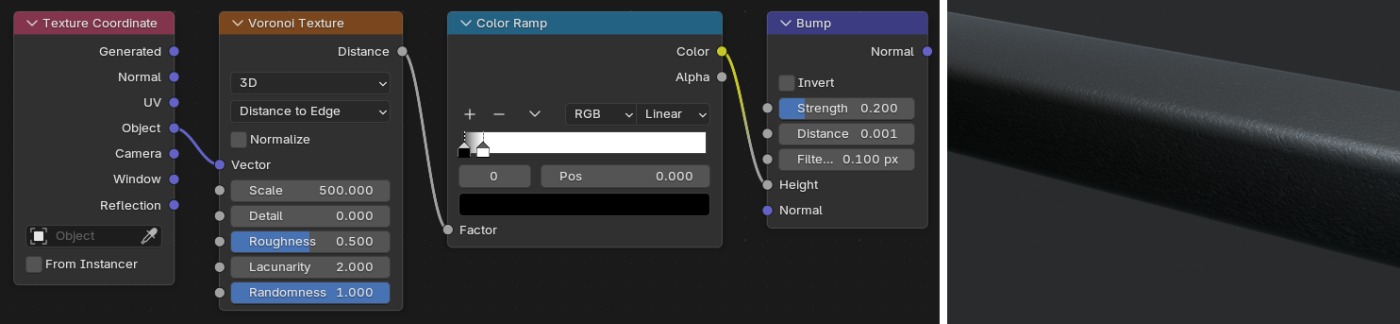 Texture Coordinate
Generated
Normal
UV
Object
Camera
Window
Reflection
Object
From Instancer
Voronoi Texture
Distance
3D
Distance to Edge
Normalize
Vector
Scale 500.000
Detail 0.000
Roughness 0.500
Lacunarity 2.000
Randomness 1.000
Color Ramp
Color
Alpha
RGB Linear
0 Pos 0.000
Factor
Bump
Normal
Invert
Strength 0.200
Distance 0.001
Filte... 0.100 px
Height
Normal